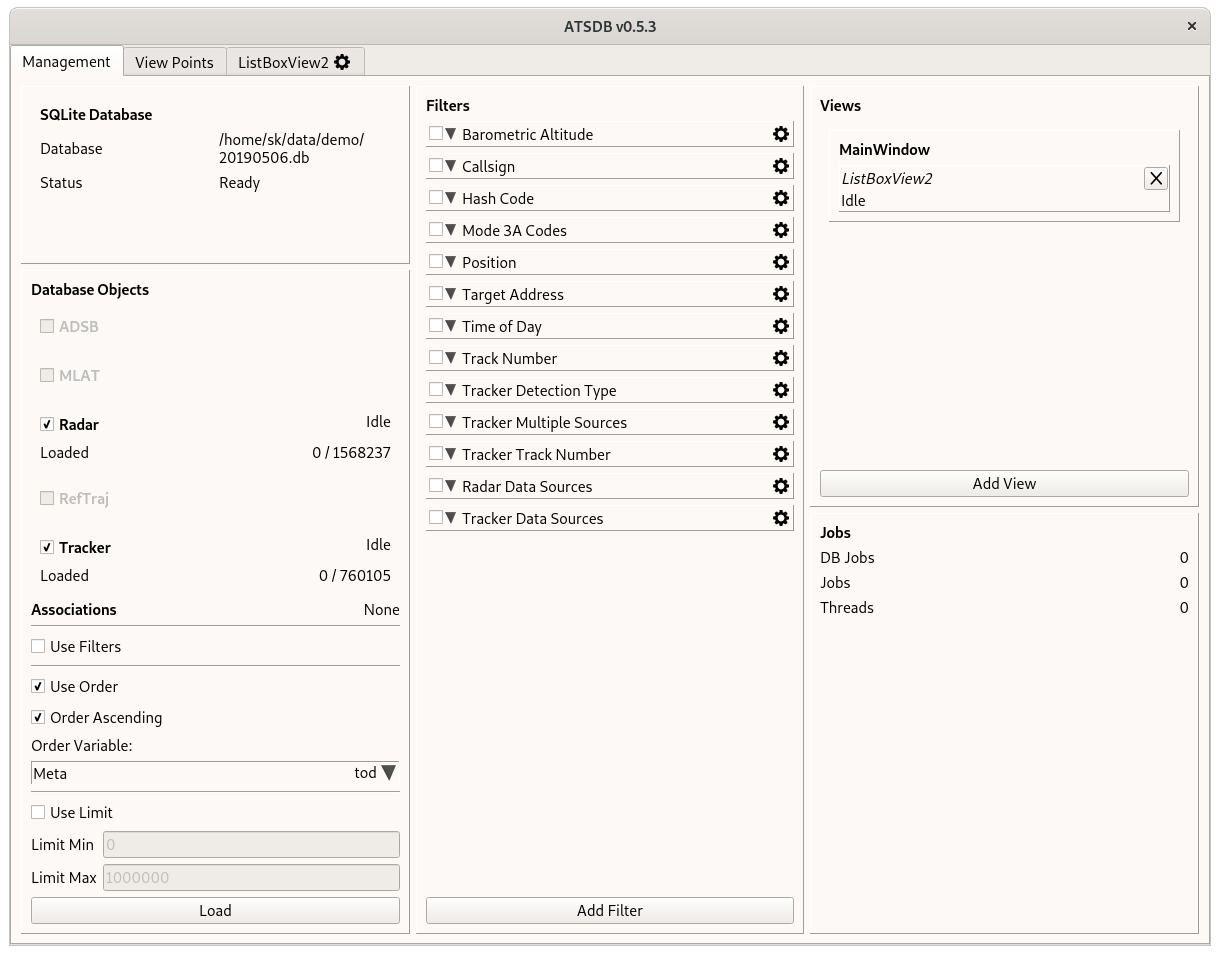 ATSDB v0.5.3
Management
View Points
ListBoxView2
SQLite Database
Database
/home/sk/data/demo/
20190506.db
Status
Ready
Database Objects
ADSB
MLAT
Radar
Idle
Loaded
0 / 1568237
RefTraj
Tracker
Idle
Loaded
0 / 760105
Associations
None
Use Filters
Use Order
Order Ascending
Order Variable:
Meta
tod
Use Limit
Limit Min
0
Limit Max
1000000
Load
Filters
Barometric Altitude
Callsign
Hash Code
Mode 3A Codes
Position
Target Address
Time of Day
Track Number
Tracker Detection Type
Tracker Multiple Sources
Tracker Track Number
Radar Data Sources
Tracker Data Sources
Add Filter
Views
MainWindow
ListBoxView2
Idle
Add View
Jobs
DB Jobs
0
Jobs
0
Threads
0